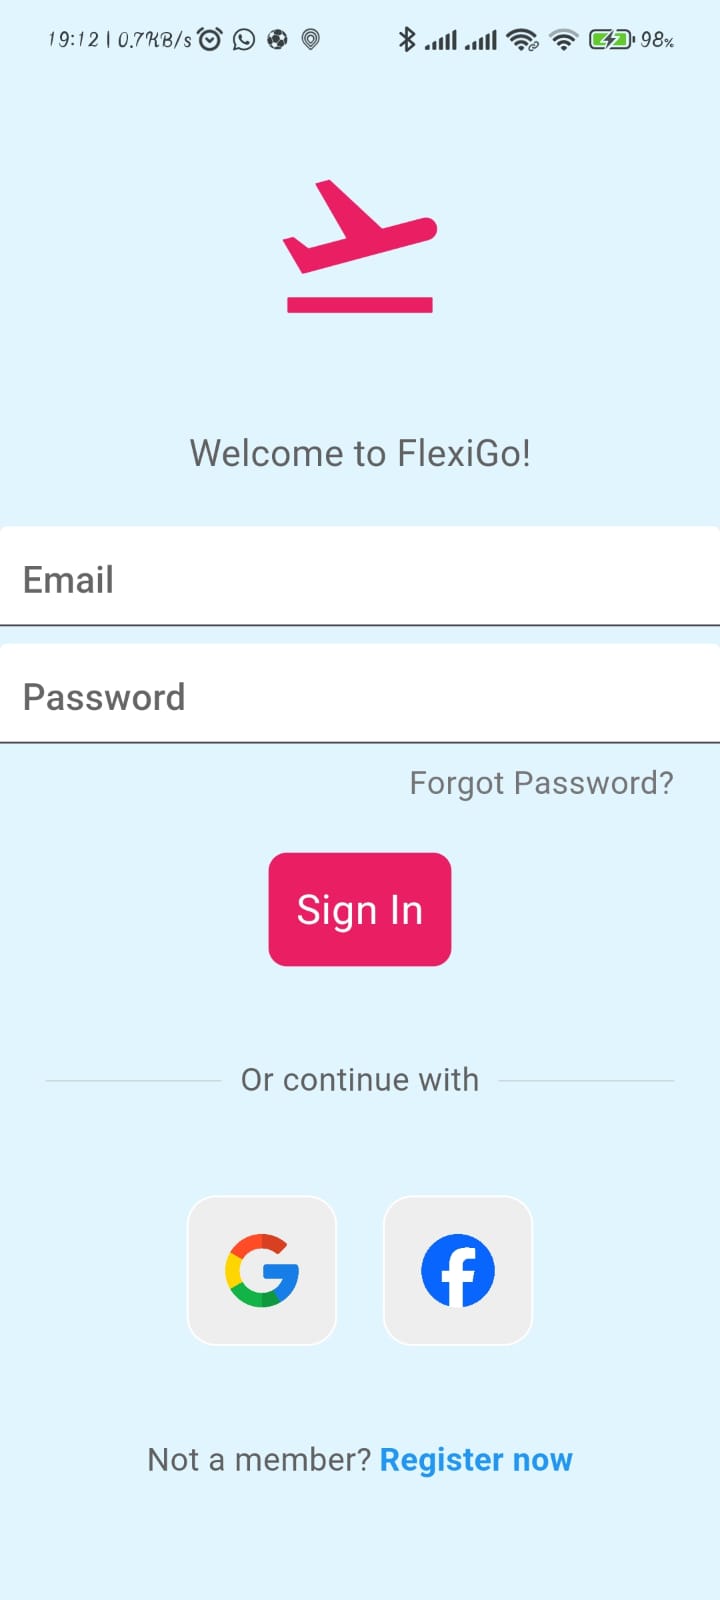 19:12 | 0.7KB/s 98%
Welcome to FlexiGo!
Email
Password
Forgot Password?
Sign In
Or continue with
Not a member? Register now